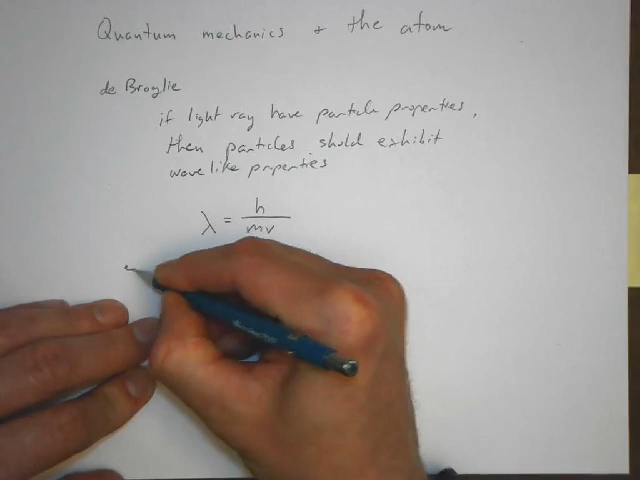 Quantum mechanics + the atom
de Broglie
if light ray have particle properties,
then particles should exhibit
wave like properties
λ = h / mv